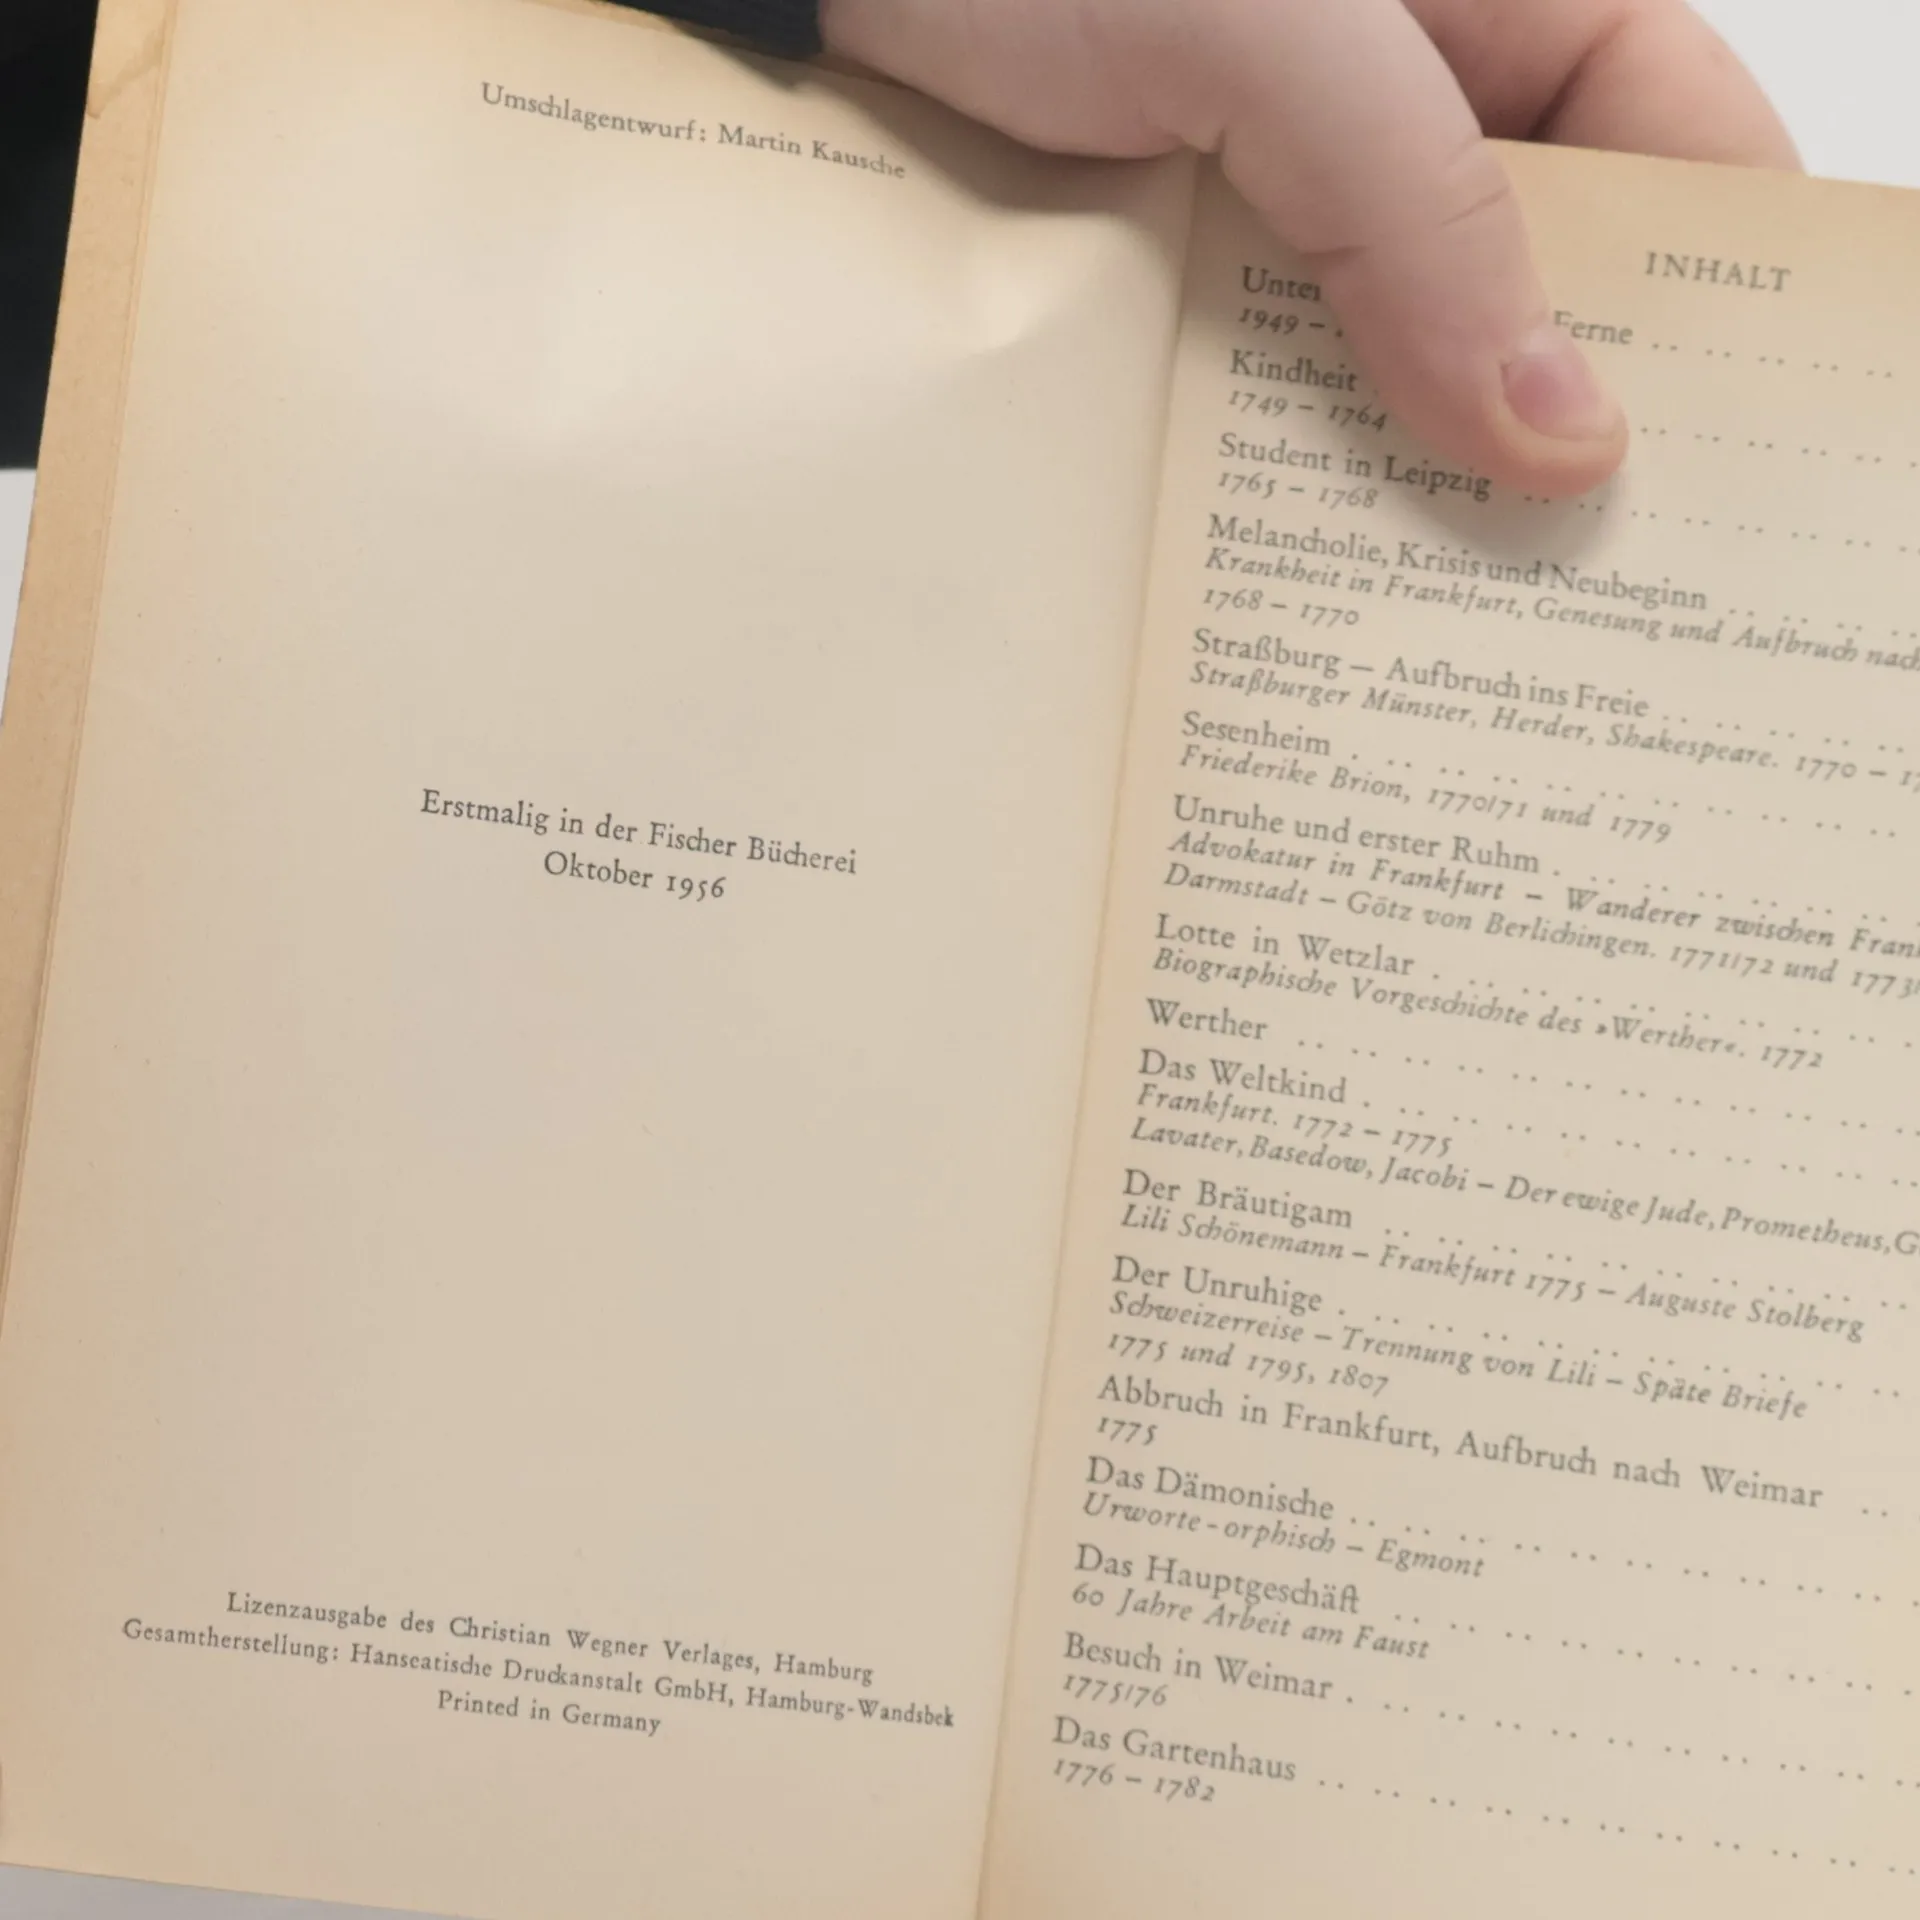 Umschlagentwurf: Martin Kausche
Erstmalig in der Fischer Bücherei
Oktober 1956
Lizenzausgabe des Christian Wegner Verlages, Hamburg
Gesamtherstellung: Hanseatische Druckanstalt GmbH, Hamburg-Wandsbek
Printed in Germany
INHALT
Ferne .. .. .. .. ..
1949 –
Kindheit
1749 – 1764
Student in Leipzig .. .. .. .. .. .. .. ..
1765 – 1768
Melancholie, Krisis und Neubeginn .. .. .. ..
Krankheit in Frankfurt, Genesung und Aufbruch nach
1768 – 1770
Straßburg – Aufbruch ins Freie .. .. .. .. ..
Straßburger Münster, Herder, Shakespeare. 1770 –
Sesenheim . .. .. .. .. .. .. .. .. .. ..
Friederike Brion, 1770/71 und 1779
Unruhe und erster Ruhm . .. .. .. .. .. .. ..
Advokatur in Frankfurt – Wanderer zwischen
Darmstadt – Götz von Berlichingen. 1771/72 und
Lotte in Wetzlar . .. .. .. .. .. .. .. .. ..
Biographische Vorgeschichte des »Werther«. 1772
Werther .. .. .. .. .. .. .. .. .. .. .. ..
Das Weltkind . .. .. .. .. .. .. .. .. .. ..
Frankfurt. 1772 – 1775
Lavater, Basedow, Jacobi – Der ewige Jude, Prometheus,
Der Bräutigam .. .. .. .. .. .. .. .. .. ..
Lili Schönemann – Frankfurt 1775 – Auguste Stolberg
Der Unruhige . .. .. .. .. .. .. .. .. .. ..
Schweizerreise – Trennung von Lili – Späte Briefe
1775 und 1795, 1807
Abbruch in Frankfurt, Aufbruch nach Weimar ..
1775
Das Dämonische .. .. .. .. .. .. .. .. .. ..
Urworte - orphisch – Egmont
Das Hauptgeschäft .. .. .. .. .. .. .. .. .. ..
60 Jahre Arbeit am Faust
Besuch in Weimar . .. .. .. .. .. .. .. .. .. ..
1775/76
Das Gartenhaus .. .. .. .. .. .. .. .. .. .. ..
1776 – 1782